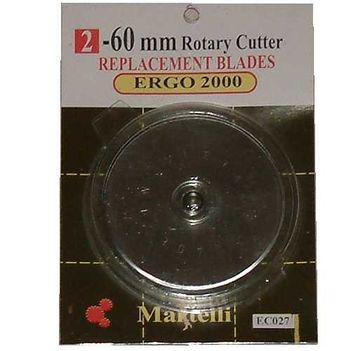 2 -60 mm Rotary Cutter
REPLACEMENT BLADES
ERGO 2000
Martelli
EC027